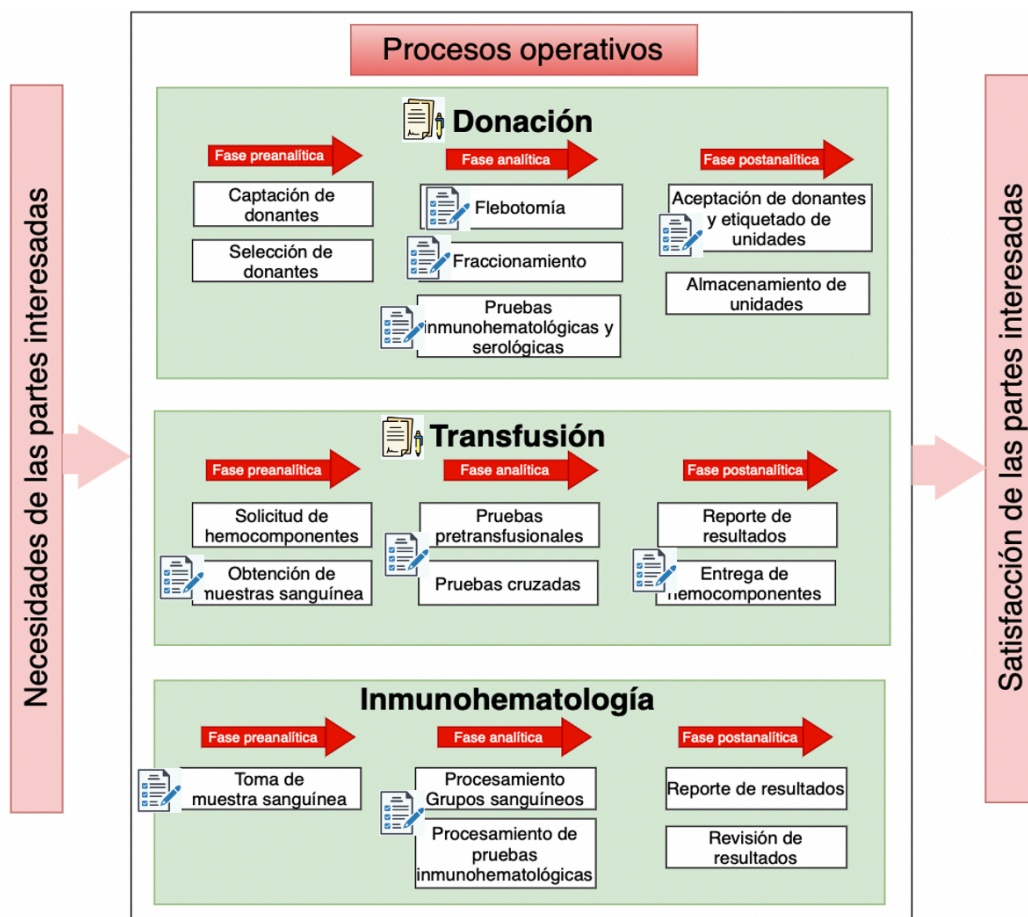 Necesidades de las partes interesadas
Procesos operativos
Donación
Fase preanalítica
Captación de
donantes
Selección de
donantes
Fase analítica
Flebotomía
Fraccionamiento
Pruebas
inmunohematológicas y
serológicas
Fase postanalítica
Aceptación de donantes
y etiquetado de
unidades
Almacenamiento de
unidades
Transfusión
Fase preanalítica
Solicitud de
hemocomponentes
Obtención de
muestras sanguínea
Fase analítica
Pruebas
pretransfusionales
Pruebas cruzadas
Fase postanalítica
Reporte de
resultados
Entrega de
hemocomponentes
Inmunohematología
Fase preanalítica
Toma de
muestra sanguínea
Fase analítica
Procesamiento
Grupos sanguíneos
Procesamiento de
pruebas
inmunohematológicas
Fase postanalítica
Reporte de resultados
Revisión de
resultados
Satisfacción de las partes interesadas